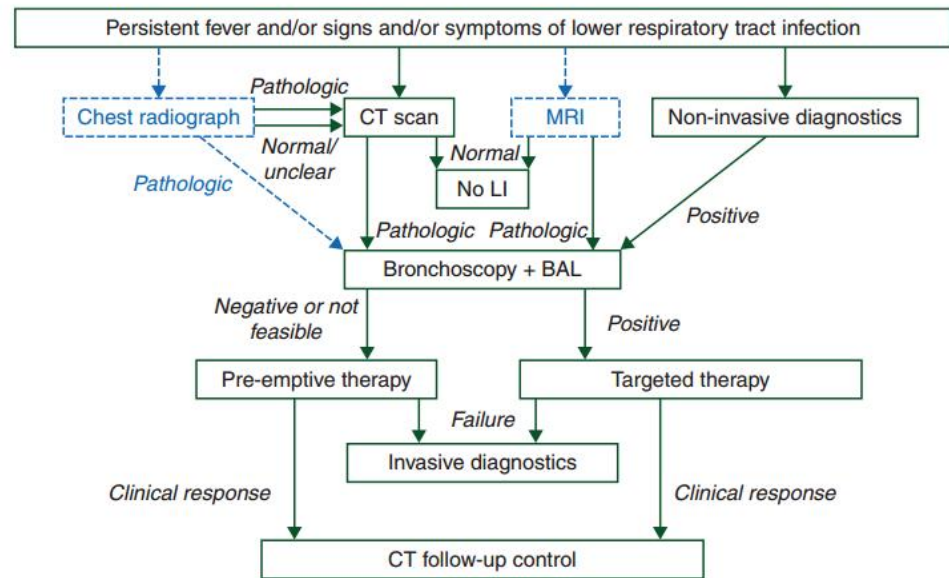 Persistent fever and/or signs and/or symptoms of lower respiratory tract infection
Pathologic
Chest radiograph
CT scan
MRI
Non-invasive diagnostics
Normal/
unclear
Normal
No LI
Pathologic
Positive
Pathologic
Pathologic
Bronchoscopy + BAL
Negative or not
feasible
Positive
Pre-emptive therapy
Targeted therapy
Failure
Invasive diagnostics
Clinical response
Clinical response
CT follow-up control